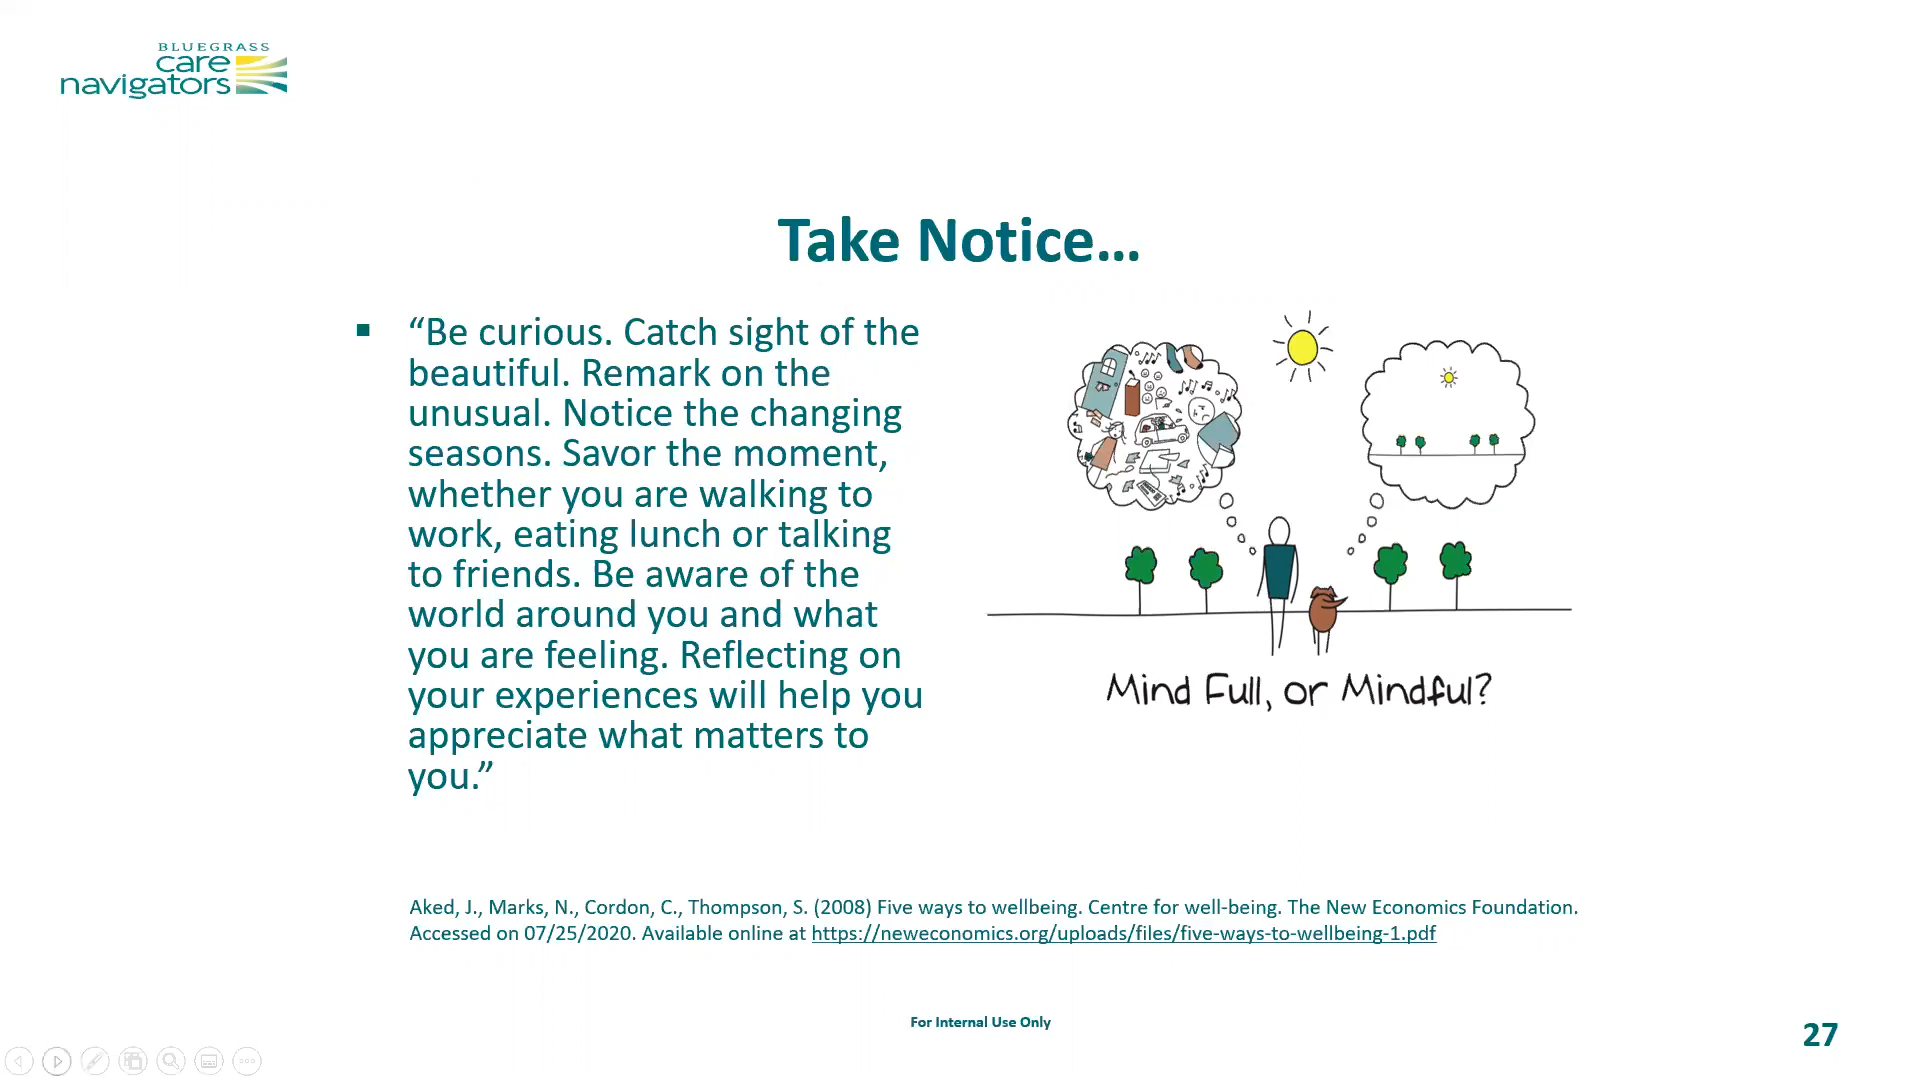 BLUEGRASS
care
navigators
Take Notice…
▪ “Be curious. Catch sight of the
beautiful. Remark on the
unusual. Notice the changing
seasons. Savor the moment,
whether you are walking to
work, eating lunch or talking
to friends. Be aware of the
world around you and what
you are feeling. Reflecting on
your experiences will help you
appreciate what matters to
you.”
Mind Full, or Mindful?
Aked, J., Marks, N., Cordon, C., Thompson, S. (2008) Five ways to wellbeing. Centre for well-being. The New Economics Foundation.
Accessed on 07/25/2020. Available online at https://neweconomics.org/uploads/files/five-ways-to-wellbeing-1.pdf
For Internal Use Only
27